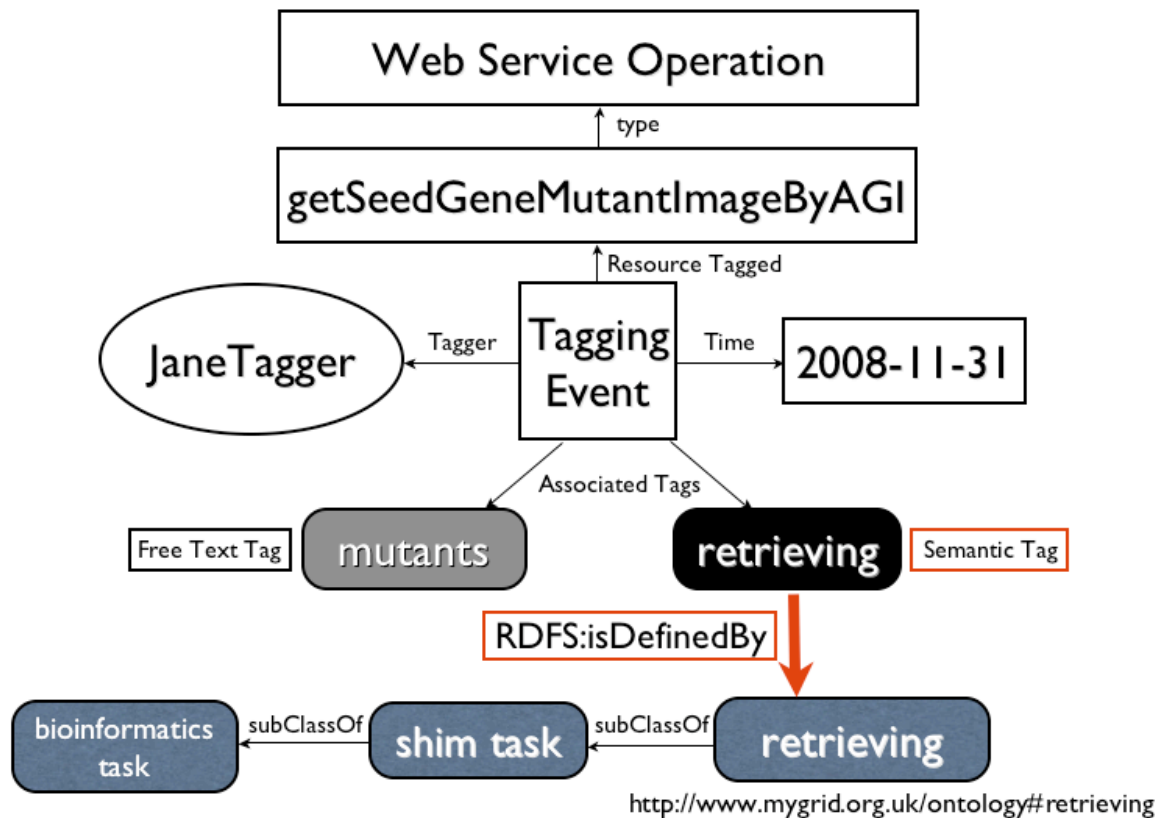 Web Service Operation
type
getSeedGeneMutantImageByAGI
Resource Tagged
JaneTagger
Tagger
Tagging
Event
Time
2008-11-31
Associated Tags
Free Text Tag
mutants
retrieving
Semantic Tag
RDFS:isDefinedBy
bioinformatics
task
subClassOf
shim task
subClassOf
retrieving
http://www.mygrid.org.uk/ontology#retrieving